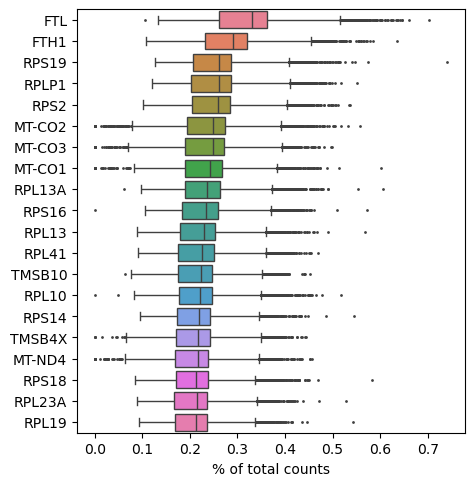 FTL
FTH1
RPS19
RPLP1
RPS2
MT-CO2
MT-CO3
MT-CO1
RPL13A
RPS16
RPL13
RPL41
TMSB10
RPL10
RPS14
TMSB4X
MT-ND4
RPS18
RPL23A
RPL19
0.0 0.1 0.2 0.3 0.4 0.5 0.6 0.7
% of total counts